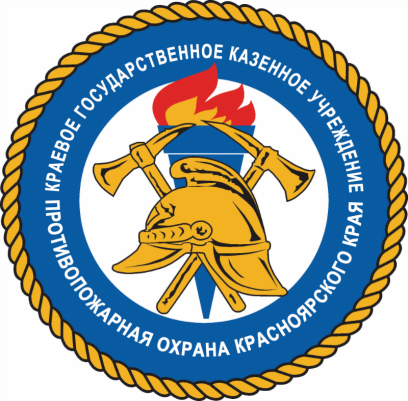 КРАЕВОЕ ГОСУДАРСТВЕННОЕ КАЗЕННОЕ УЧРЕЖДЕНИЕ
ПРОТИВОПОЖАРНАЯ ОХРАНА КРАСНОЯРСКОГО КРАЯ